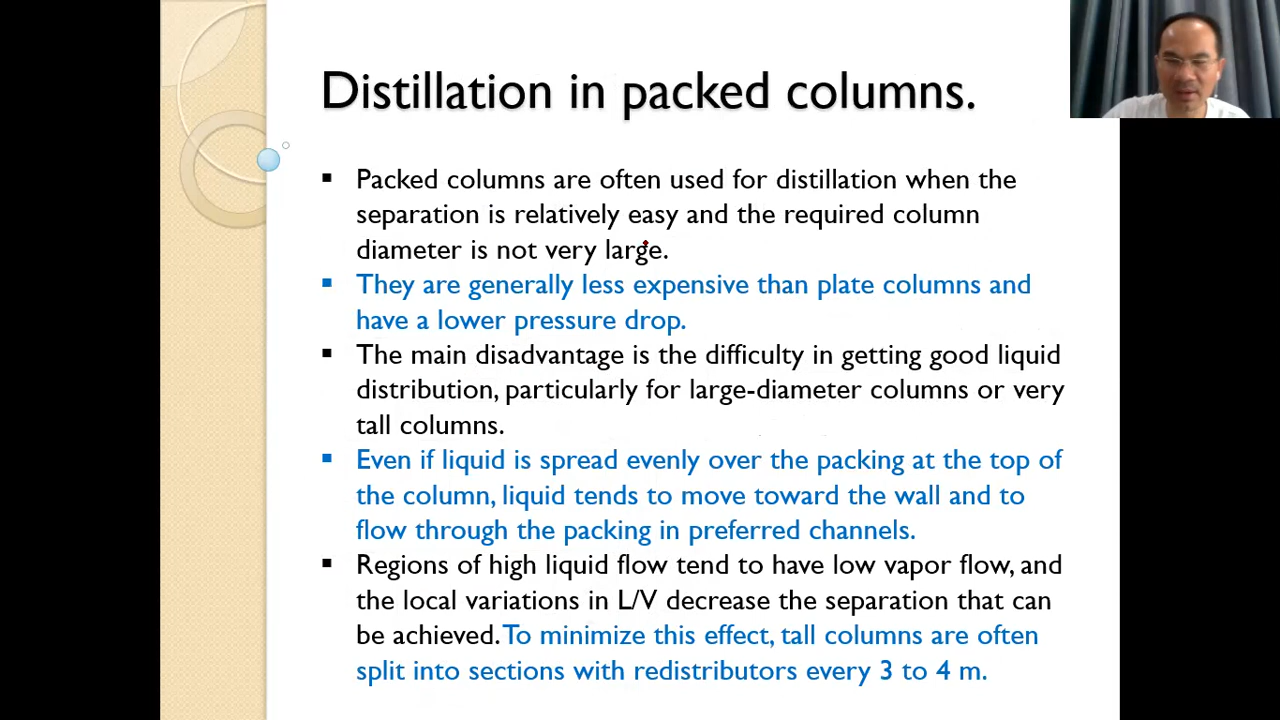 Distillation in packed columns.
▪ Packed columns are often used for distillation when the
separation is relatively easy and the required column
diameter is not very large.
▪ They are generally less expensive than plate columns and
have a lower pressure drop.
▪ The main disadvantage is the difficulty in getting good liquid
distribution, particularly for large-diameter columns or very
tall columns.
▪ Even if liquid is spread evenly over the packing at the top of
the column, liquid tends to move toward the wall and to
flow through the packing in preferred channels.
▪ Regions of high liquid flow tend to have low vapor flow, and
the local variations in L/V decrease the separation that can
be achieved. To minimize this effect, tall columns are often
split into sections with redistributors every 3 to 4 m.